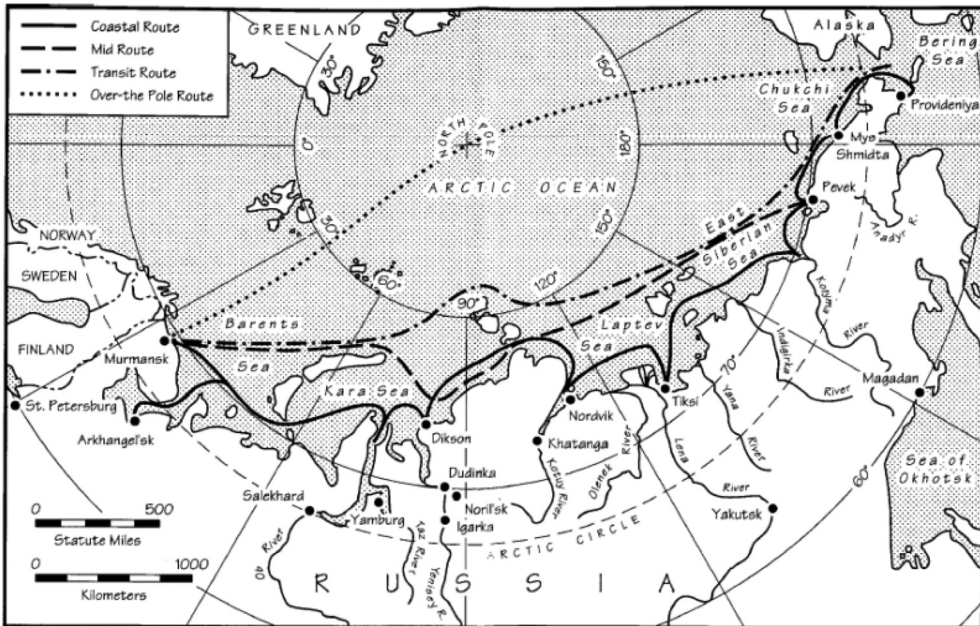 Coastal Route
Mid Route
Transit Route
Over-the Pole Route
GREENLAND
Alaska
Bering
Sea
30°
150°
Chukchi
Sea
Provideniya
0°
NORTH POLE
180°
Mys
Shmidta
ARCTIC OCEAN
Pevek
30°
150°
East
Siberian
Sea
Anadyr R.
NORWAY
SWEDEN
60°
90°
120°
FINLAND
Barents
Sea
Laptev
Sea
Kolyma
River
Murmansk
Indigirka
River
Kara Sea
70°
Magadan
St. Petersburg
Arkhangel'sk
Dikson
Nordvik
Tiksi
Yana
River
Khatanga
Olenek
River
Lena
River
Dudinka
Kotuy River
Sea of
Okhotsk
60°
Salekhard
Yamburg
Noril'sk
Igarka
Yakutsk
500
Statute Miles
ARCTIC CIRCLE
River
40
Taz River
Yenisey R.
0
1000
Kilometers
RUSSIA